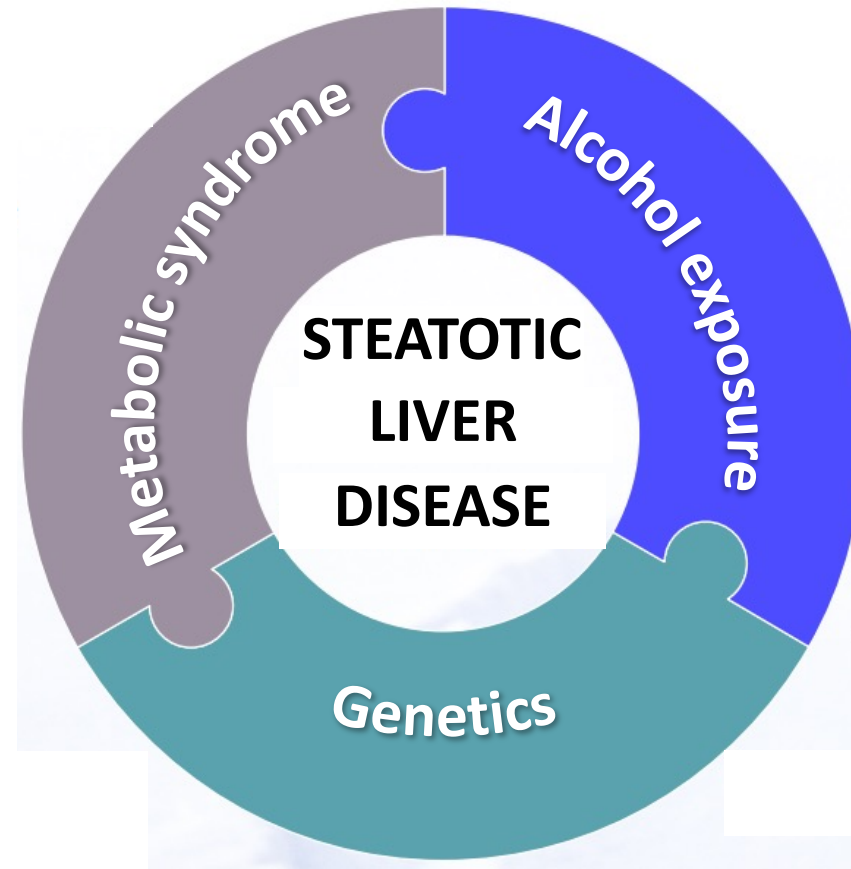 Metabolic syndrome
Alcohol exposure
STEATOTIC
LIVER
DISEASE
Genetics